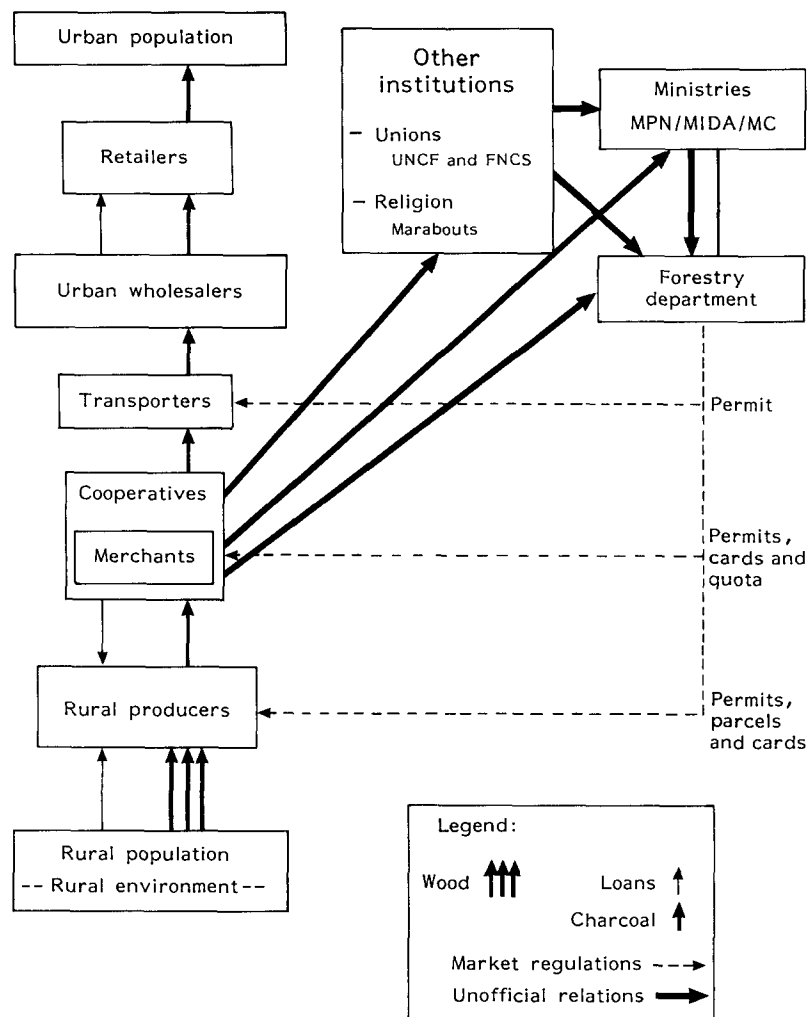 Urban population
Retailers
Urban wholesalers
Transporters
Cooperatives
Merchants
Rural producers
Rural population
-- Rural environment --
Other
institutions
– Unions
UNCF and FNCS
– Religion
Marabouts
Ministries
MPN/MIDA/MC
Forestry
department
Permit
Permits,
cards and
quota
Permits,
parcels
and cards
Legend:
Wood
Loans
Charcoal
Market regulations
Unofficial relations